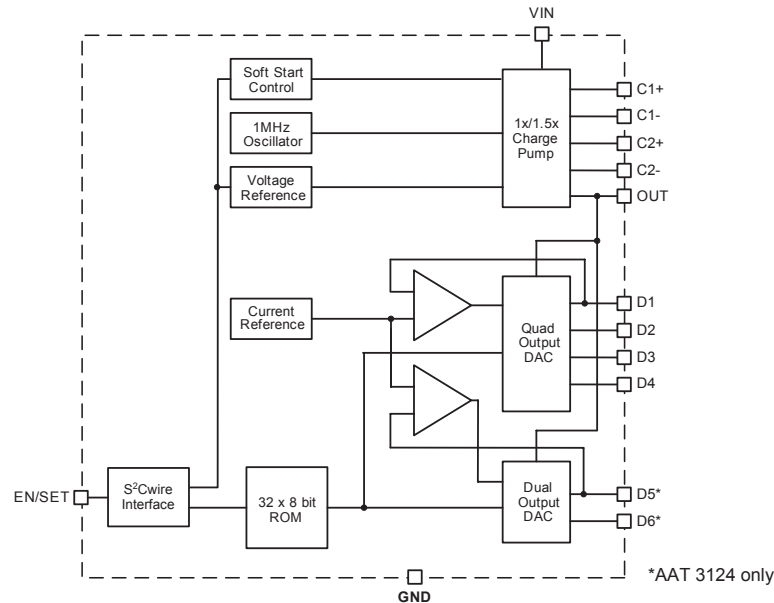 VIN
Soft Start
Control
1MHz
Oscillator
Voltage
Reference
1x/1.5x
Charge
Pump
C1+
C1-
C2+
C2-
OUT
Current
Reference
Quad
Output
DAC
D1
D2
D3
D4
EN/SET
S²Cwire
Interface
32 x 8 bit
ROM
Dual
Output
DAC
D5*
D6*
*AAT 3124 only
GND